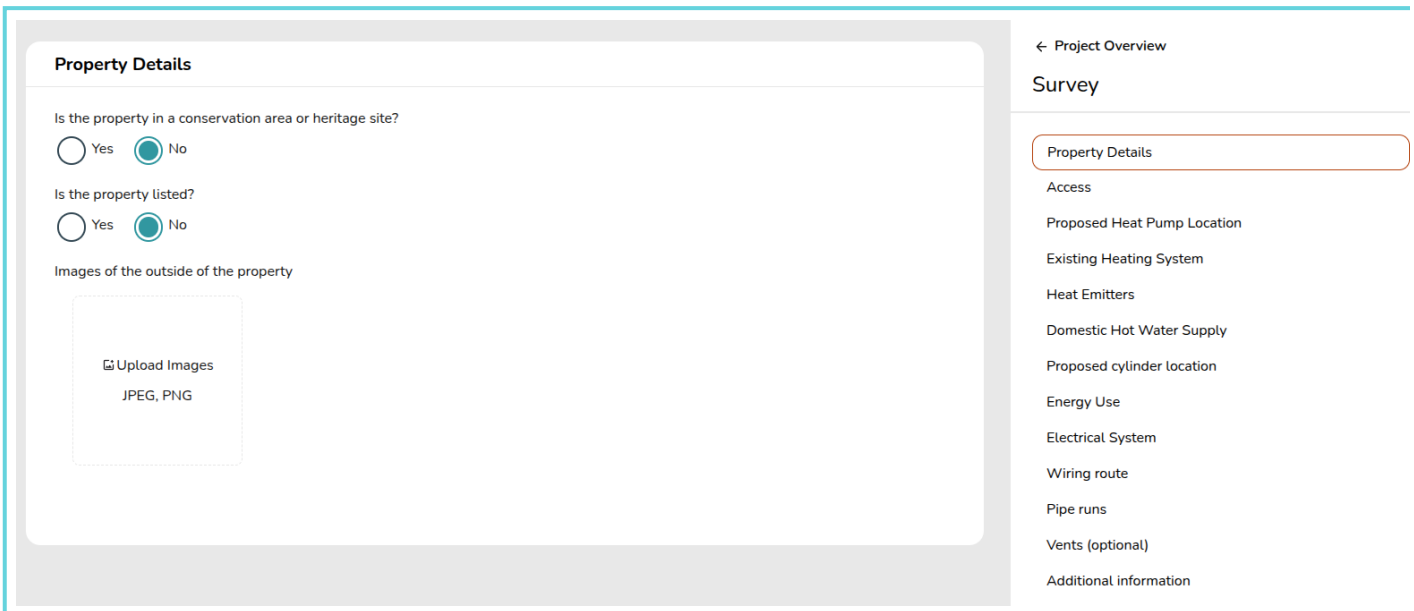 Property Details
Is the property in a conservation area or heritage site?
Yes No
Is the property listed?
Yes No
Images of the outside of the property
Upload Images
JPEG, PNG
← Project Overview
Survey
Property Details
Access
Proposed Heat Pump Location
Existing Heating System
Heat Emitters
Domestic Hot Water Supply
Proposed cylinder location
Energy Use
Electrical System
Wiring route
Pipe runs
Vents (optional)
Additional information